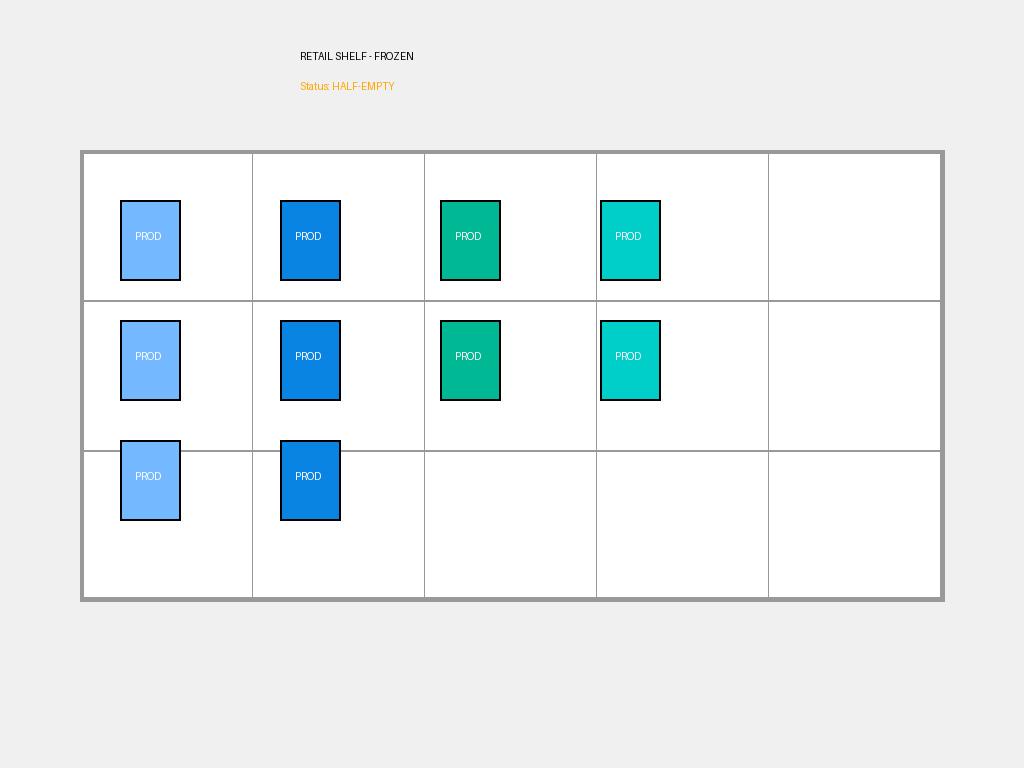 RETAIL SHELF - FROZEN
Status: HALF-EMPTY
PROD PROD PROD PROD
PROD PROD PROD PROD
PROD PROD